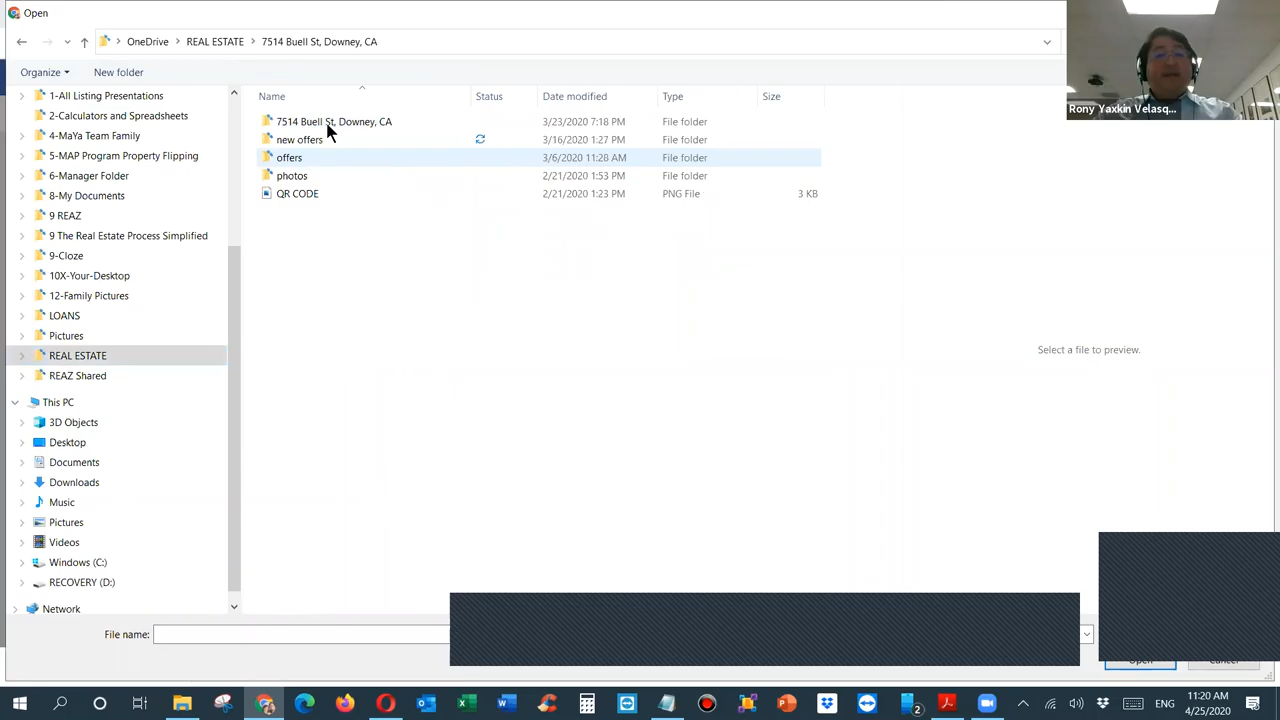 Open
OneDrive > REAL ESTATE > 7514 Buell St, Downey, CA
Organize New folder
Rony Yaxkin Velasq...
Name Status Date modified Type Size
1-All Listing Presentations
2-Calculators and Spreadsheets
4-MaYa Team Family
5-MAP Program Property Flipping
6-Manager Folder
8-My Documents
9 REAZ
9 The Real Estate Process Simplified
9-Cloze
10X-Your-Desktop
12-Family Pictures
LOANS
Pictures
REAL ESTATE
REAZ Shared
This PC
3D Objects
Desktop
Documents
Downloads
Music
Pictures
Videos
Windows (C:)
RECOVERY (D:)
Network
7514 Buell St, Downey, CA 3/23/2020 7:18 PM File folder
new offers 3/16/2020 1:27 PM File folder
offers 3/6/2020 11:28 AM File folder
photos 2/21/2020 1:53 PM File folder
QR CODE 2/21/2020 1:23 PM PNG File 3 KB
Select a file to preview.
File name:
Open Cancel
2
ENG
11:20 AM
4/25/2020